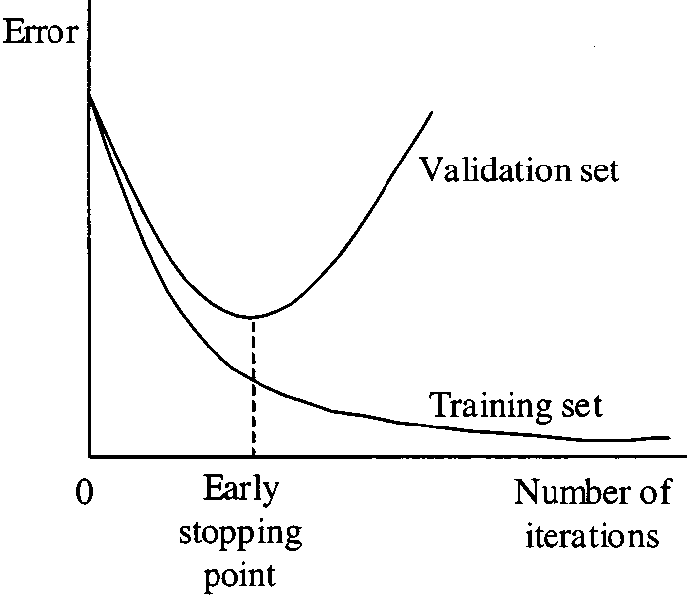 Error
Validation set
Training set
0
Early
stopping
point
Number of
iterations